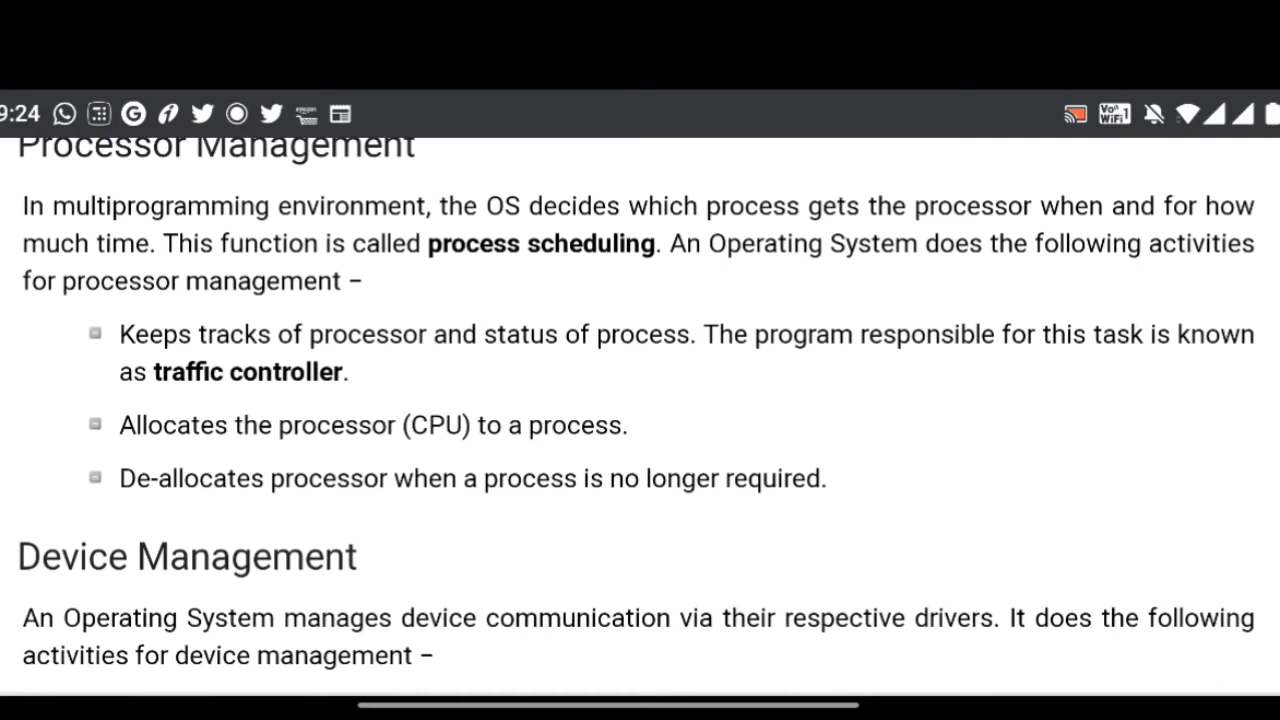 9:24
Vo 1
WiFi
Processor Management
In multiprogramming environment, the OS decides which process gets the processor when and for how
much time. This function is called process scheduling. An Operating System does the following activities
for processor management –
Keeps tracks of processor and status of process. The program responsible for this task is known
as traffic controller.
Allocates the processor (CPU) to a process.
De-allocates processor when a process is no longer required.
Device Management
An Operating System manages device communication via their respective drivers. It does the following
activities for device management –